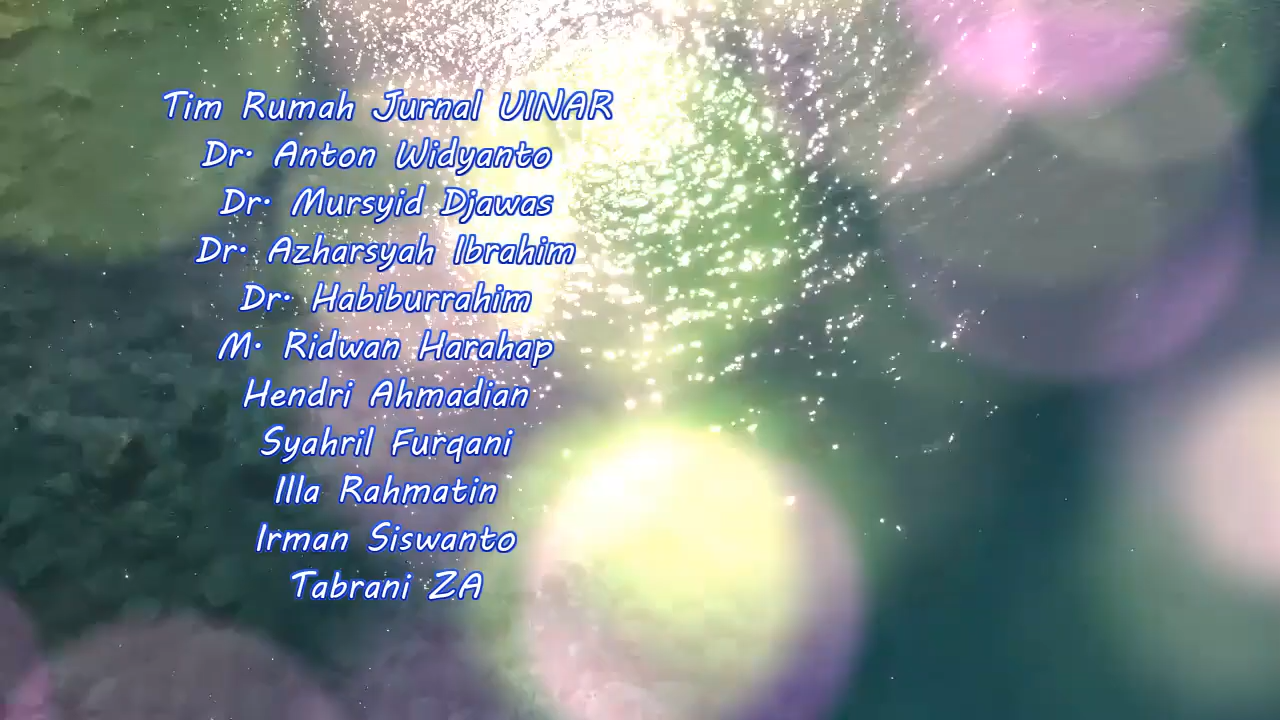 Tim Rumah Jurnal UINAR
Dr. Anton Widyanto
Dr. Mursyid Djawas
Dr. Azharsyah Ibrahim
Dr. Habiburrahim
M. Ridwan Harahap
Hendri Ahmadian
Syahril Furqani
Illa Rahmatin
Irman Siswanto
Tabrani ZA